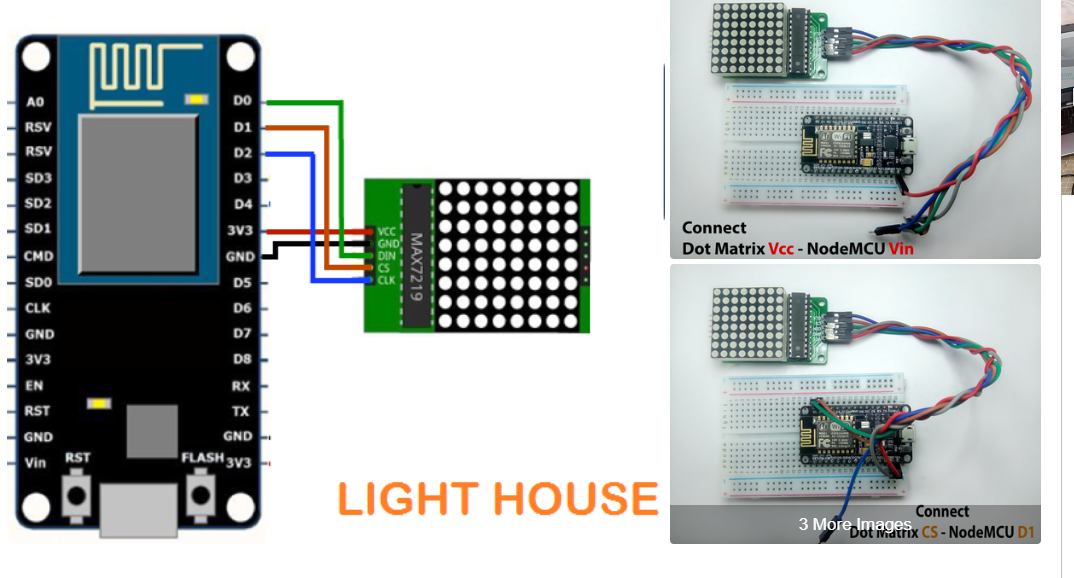 A0
RSV
RSV
SD3
SD2
SD1
CMD
SD0
CLK
GND
3V3
EN
RST
GND
Vin
D0
D1
D2
D3
D4
3V3
GND
D5
D6
D7
D8
RX
TX
GND
3V3
RST
FLASH
VCC
GND
DIN
CS
CLK
MAX7219
LIGHT HOUSE
Connect
Dot Matrix Vcc - NodeMCU Vin
3 More Images
Connect
Dot Matrix CS - NodeMCU D1